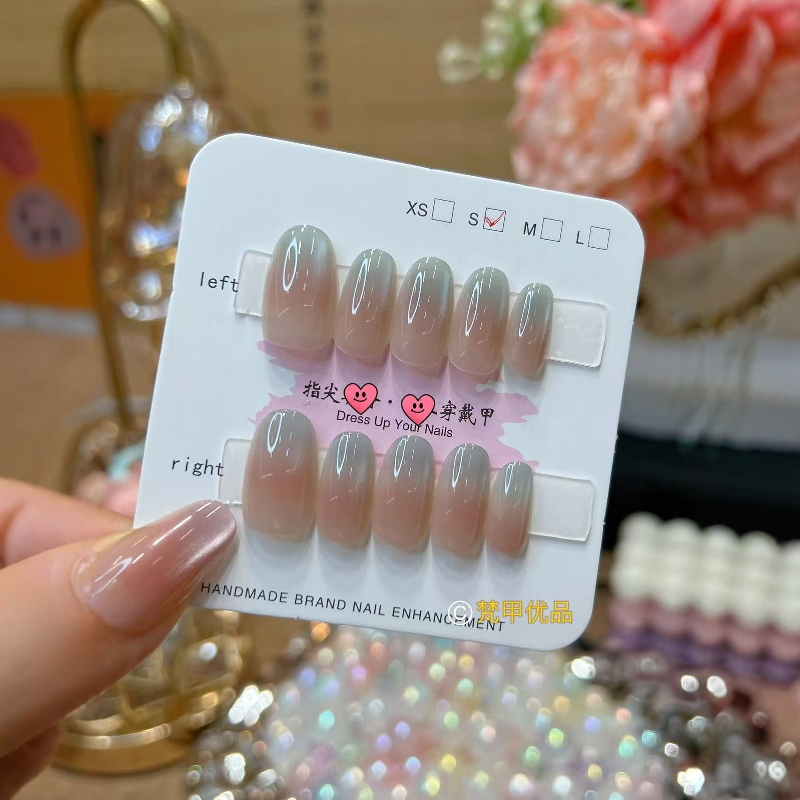 XS S M L
left
指尖 · 穿戴甲
Dress Up Your Nails
right
HANDMADE BRAND NAIL ENHANCEMENT
©梵甲优品